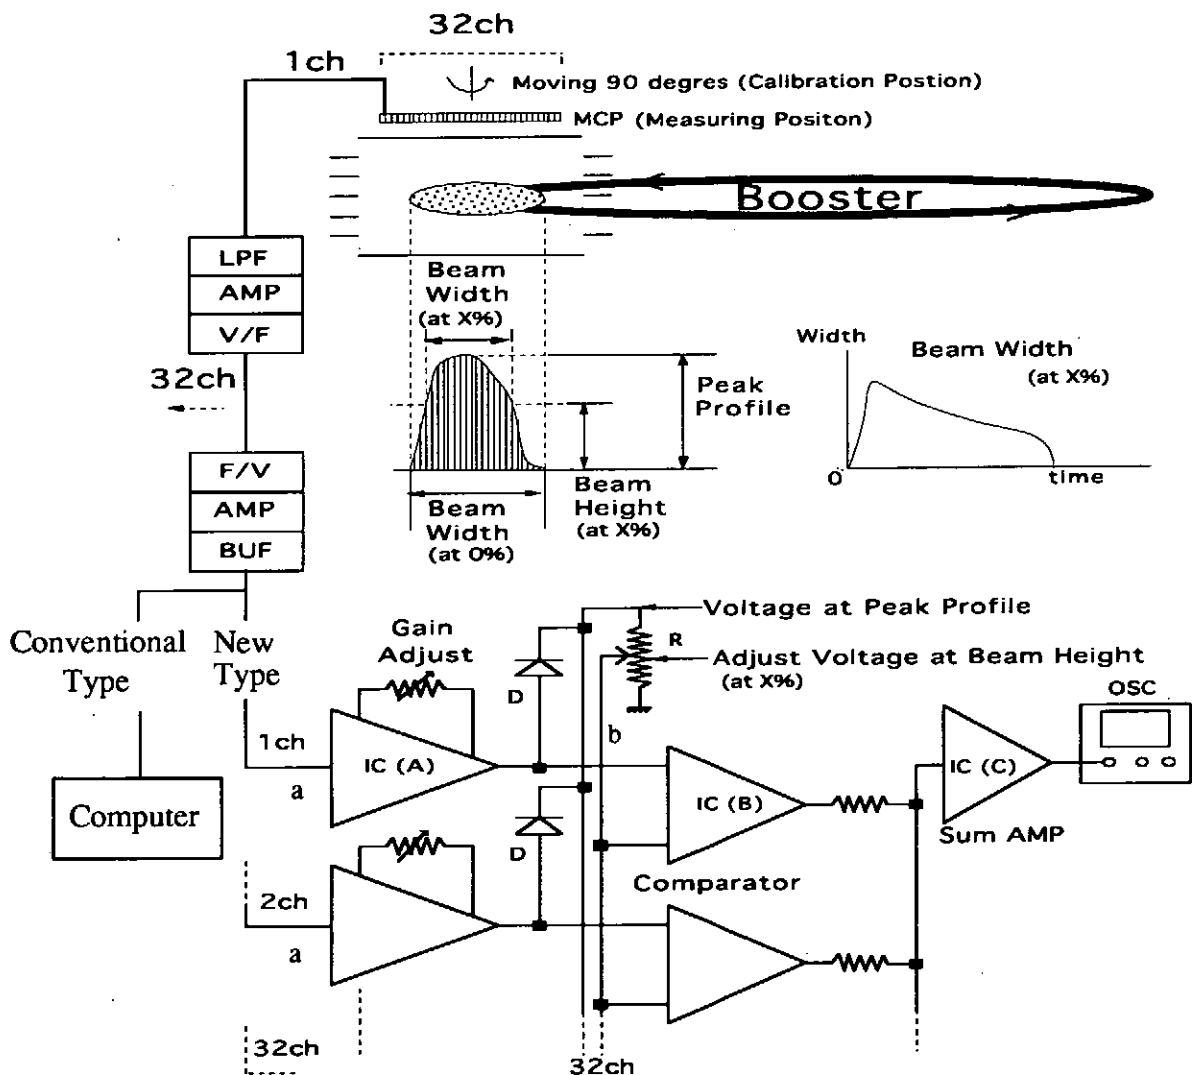 32ch
1ch
Moving 90 degres (Calibration Postion)
MCP (Measuring Positon)
Booster
LPF
AMP
V/F
32ch
F/V
AMP
BUF
Beam
Width
(at X%)
Peak
Profile
Beam
Height
(at X%)
Beam
Width
(at 0%)
Width
Beam Width
(at X%)
0
time
Conventional
Type
New
Type
Computer
Gain
Adjust
D
R
Voltage at Peak Profile
Adjust Voltage at Beam Height
(at X%)
OSC
1ch
a
IC (A)
b
IC (B)
IC (C)
Sum AMP
D
Comparator
2ch
a
32ch
32ch